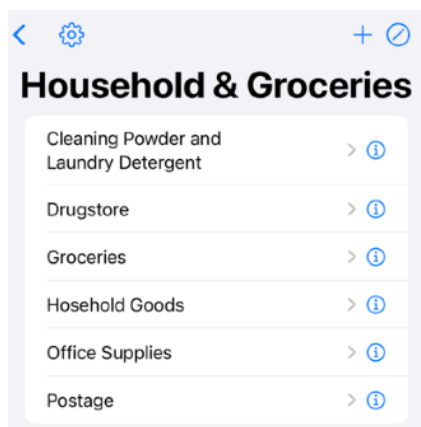 Household & Groceries
Cleaning Powder and
Laundry Detergent
Drugstore
Groceries
Hosehold Goods
Office Supplies
Postage